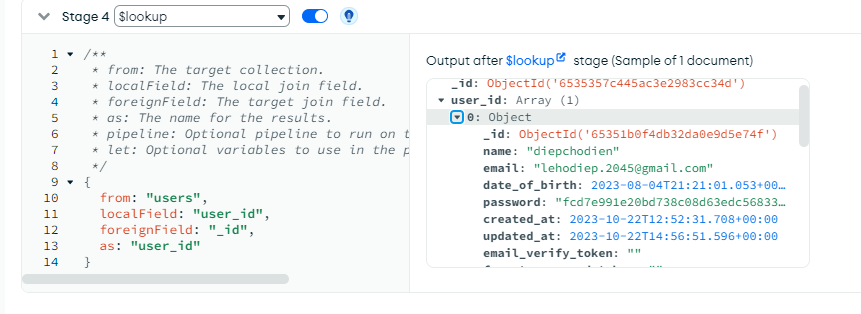 Stage 4 $lookup
1 /**
2 * from: The target collection.
3 * localField: The local join field.
4 * foreignField: The target join field.
5 * as: The name for the results.
6 * pipeline: Optional pipeline to run on t
7 * let: Optional variables to use in the p
8 */
9 {
10 from: "users",
11 localField: "user_id",
12 foreignField: "_id",
13 as: "user_id"
14 }
Output after $lookup stage (Sample of 1 document)
_id: ObjectId('6535357c445ac3e2983cc34d')
user_id: Array (1)
0: Object
_id: ObjectId('65351b0f4db32da0e9d5e74f')
name: "diepchodien"
email: "lehodiep.2045@gmail.com"
date_of_birth: 2023-08-04T21:21:01.053+00…
password: "fcd7e991e20bd738c08d63edc56833…
created_at: 2023-10-22T12:52:31.708+00:00
updated_at: 2023-10-22T14:56:51.596+00:00
email_verify_token: ""